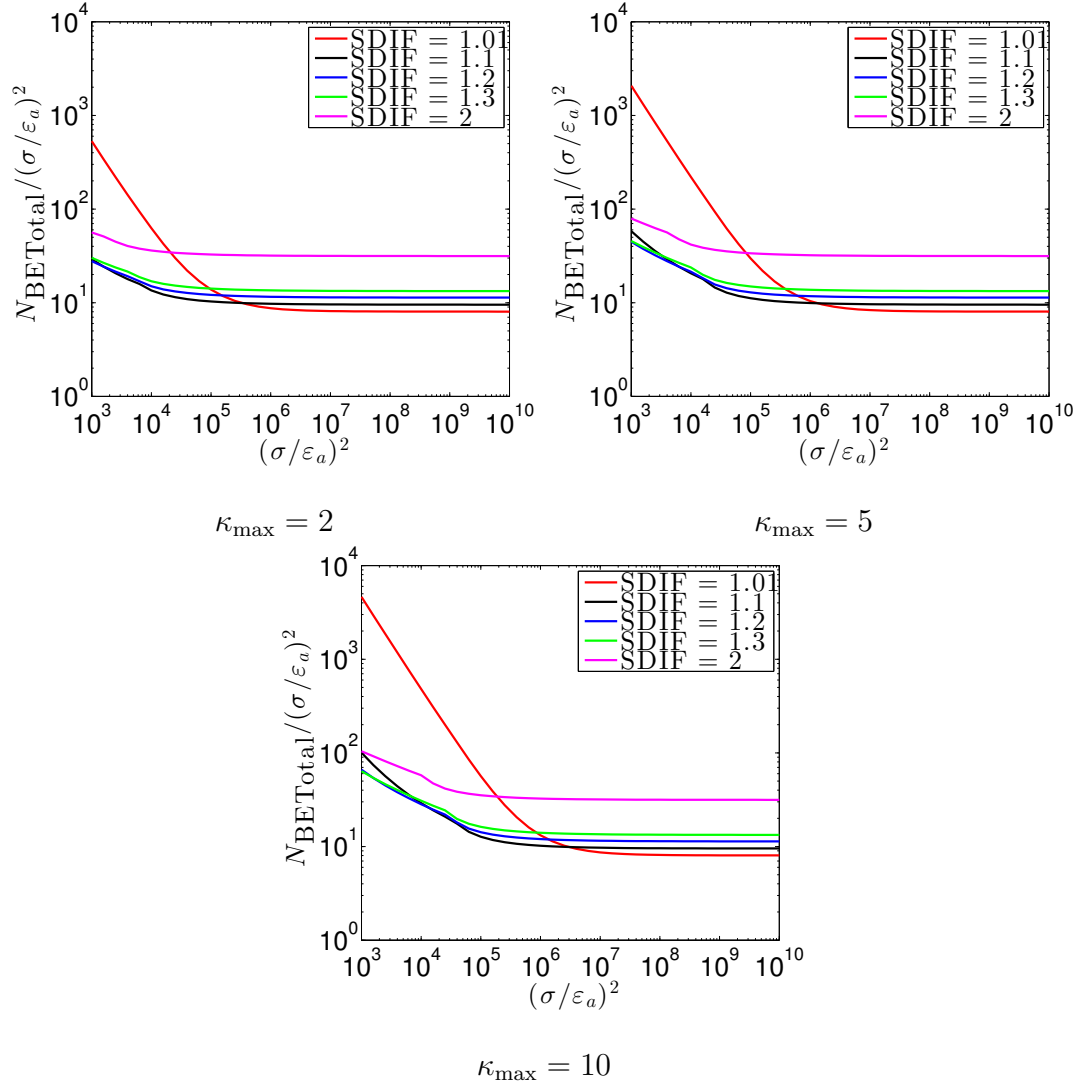 10^4
10^3
10^2
10^1
10^0
N_BETotal/(σ/ε_a)^2
SDIF = 1.01
SDIF = 1.1
SDIF = 1.2
SDIF = 1.3
SDIF = 2
10^3 10^4 10^5 10^6 10^7 10^8 10^9 10^10
(σ/ε_a)^2
κ_max = 2
10^4
10^3
10^2
10^1
10^0
N_BETotal/(σ/ε_a)^2
SDIF = 1.01
SDIF = 1.1
SDIF = 1.2
SDIF = 1.3
SDIF = 2
10^3 10^4 10^5 10^6 10^7 10^8 10^9 10^10
(σ/ε_a)^2
κ_max = 5
10^4
10^3
10^2
10^1
10^0
N_BETotal/(σ/ε_a)^2
SDIF = 1.01
SDIF = 1.1
SDIF = 1.2
SDIF = 1.3
SDIF = 2
10^3 10^4 10^5 10^6 10^7 10^8 10^9 10^10
(σ/ε_a)^2
κ_max = 10